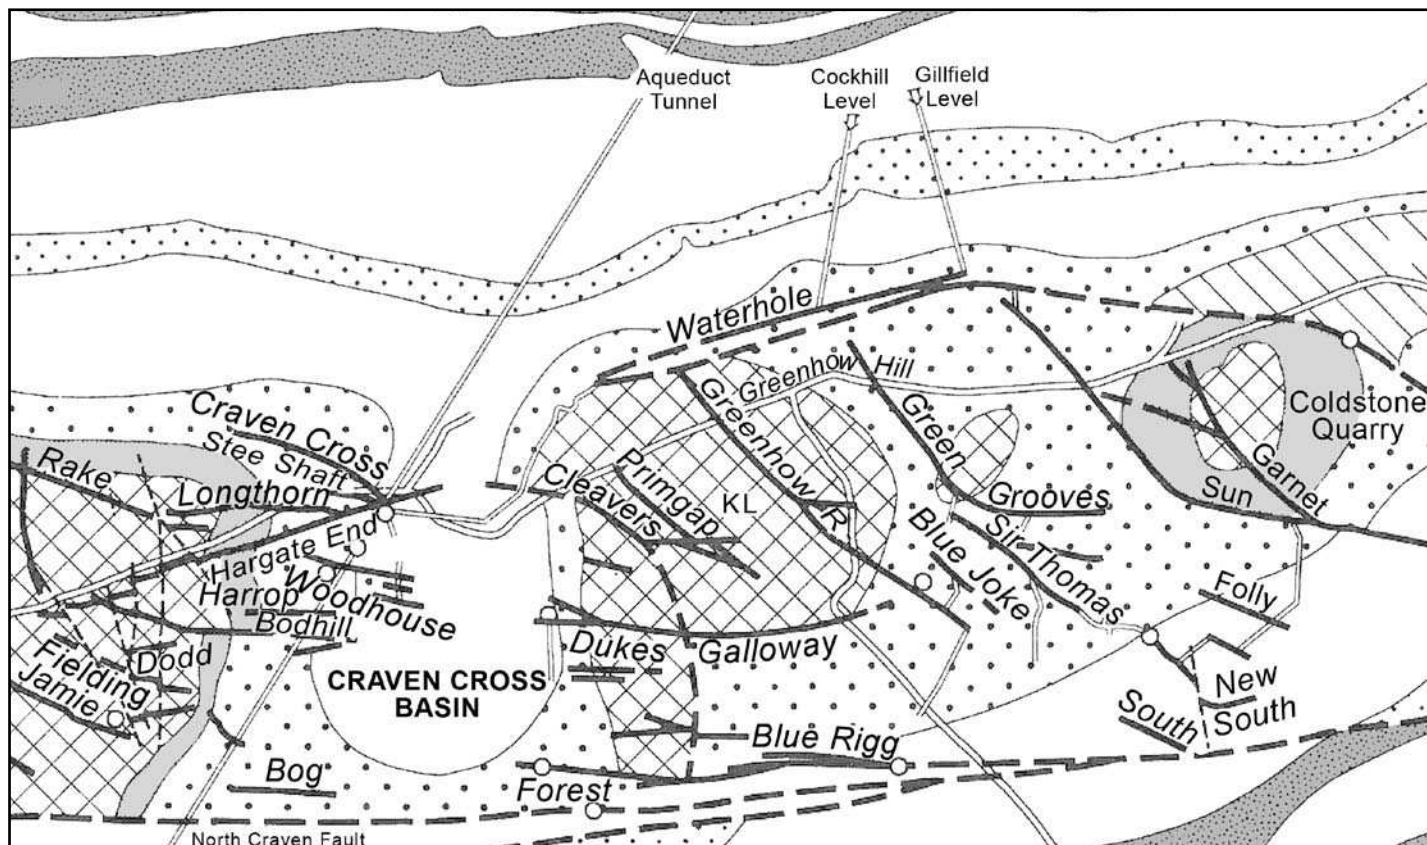 Aqueduct
Tunnel
Cockhill
Level
Gillfield
Level
Waterhole
Greenhow Hill
Craven Cross
Stee Shaft
Rake
Longthorn
Hargate End
Harrop
Woodhouse
Bodhill
Dodd
Fielding
Jamie
Bog
CRAVEN CROSS
BASIN
Cleavers
Primgap
Greenhow R
KL
Green
Grooves
Sir Thomas
Blue Joke
Dukes
Galloway
Blue Rigg
Forest
Coldstone
Quarry
Garnet
Sun
Folly
New
South
South
North Craven Fault